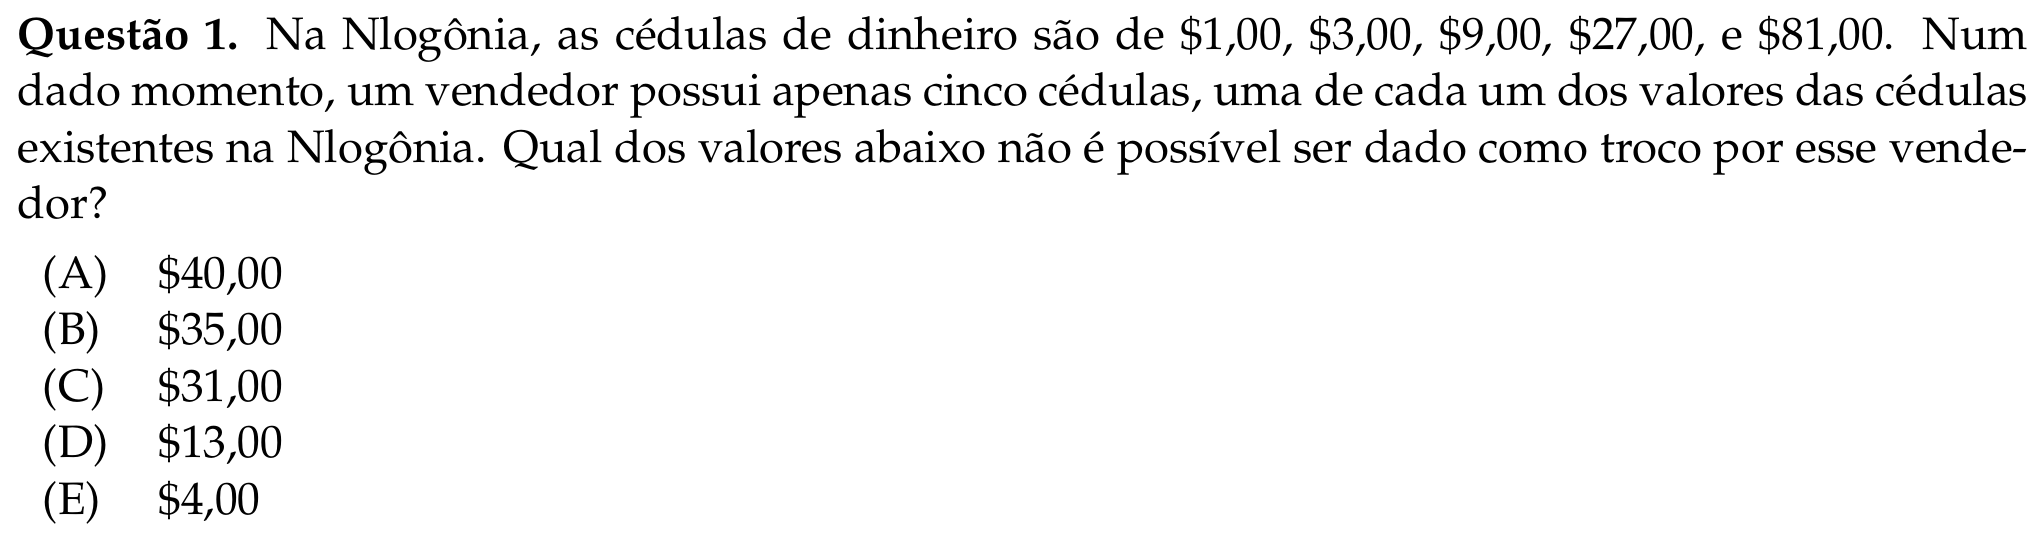 Questão 1. Na Nlogônia, as cédulas de dinheiro são de $1,00, $3,00, $9,00, $27,00, e $81,00. Num
dado momento, um vendedor possui apenas cinco cédulas, uma de cada um dos valores das cédulas
existentes na Nlogônia. Qual dos valores abaixo não é possível ser dado como troco por esse vende-
dor?
(A) $40,00
(B) $35,00
(C) $31,00
(D) $13,00
(E) $4,00